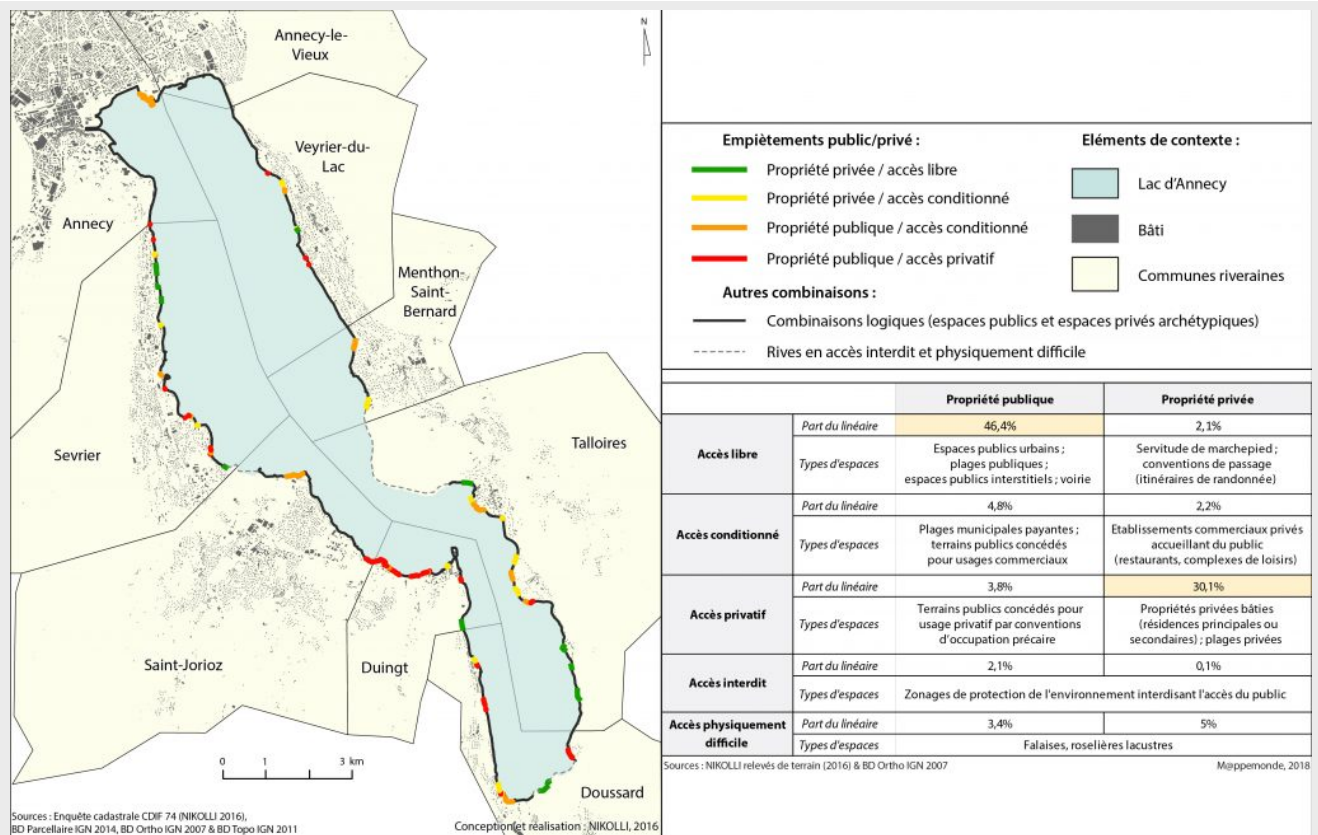 Annecy-le-
Vieux
N
Veyrier-du-
Lac
Annecy
Menthon-
Saint-
Bernard
Sevrier
Talloires
Saint-Jorioz
Duingt
Doussard
0 1 3 km
Sources : Enquête cadastrale CDIF 74 (NIKOLLI 2016),
BD Parcellaire IGN 2014, BD Ortho IGN 2007 & BD Topo IGN 2011
Conception et réalisation : NIKOLLI, 2016
Empiètements public/privé :
Propriété privée / accès libre
Propriété privée / accès conditionné
Propriété publique / accès conditionné
Propriété publique / accès privatif
Autres combinaisons :
Combinaisons logiques (espaces publics et espaces privés archétypiques)
Rives en accès interdit et physiquement difficile
Eléments de contexte :
Lac d'Annecy
Bâti
Communes riveraines
Propriété publique Propriété privée
Accès libre
Part du linéaire 46,4% 2,1%
Types d'espaces
Espaces publics urbains ;
plages publiques ;
espaces publics interstitiels ; voirie
Servitude de marchepied ;
conventions de passage
(itinéraires de randonnée)
Accès conditionné
Part du linéaire 4,8% 2,2%
Types d'espaces
Plages municipales payantes ;
terrains publics concédés
pour usages commerciaux
Etablissements commerciaux privés
accueillant du public
(restaurants, complexes de loisirs)
Accès privatif
Part du linéaire 3,8% 30,1%
Types d'espaces
Terrains publics concédés pour
usage privatif par conventions
d'occupation précaire
Propriétés privées bâties
(résidences principales ou
secondaires) ; plages privées
Accès interdit
Part du linéaire 2,1% 0,1%
Types d'espaces Zonages de protection de l'environnement interdisant l'accès du public
Accès physiquement
difficile
Part du linéaire 3,4% 5%
Types d'espaces Falaises, roselières lacustres
Sources : NIKOLLI relevés de terrain (2016) & BD Ortho IGN 2007
M@ppemonde, 2018